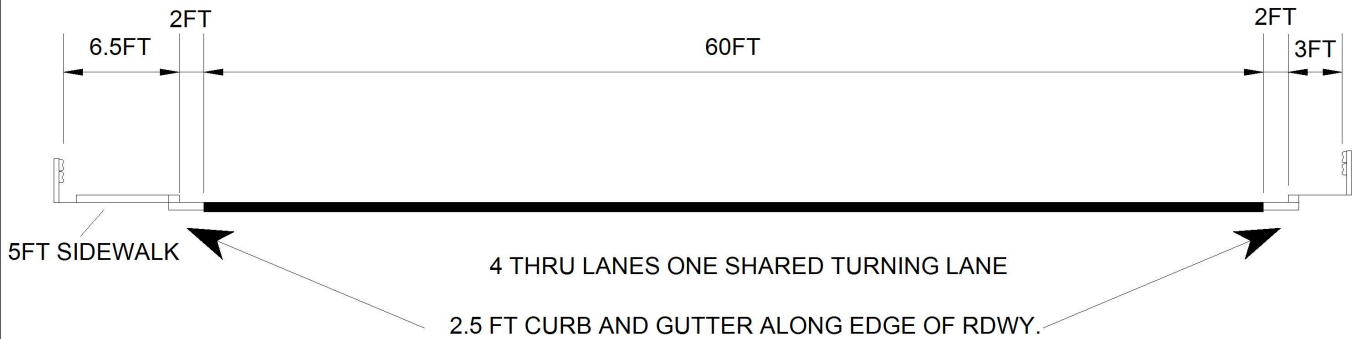 2FT
2FT
6.5FT
60FT
3FT
5FT SIDEWALK
4 THRU LANES ONE SHARED TURNING LANE
2.5 FT CURB AND GUTTER ALONG EDGE OF RDWY.